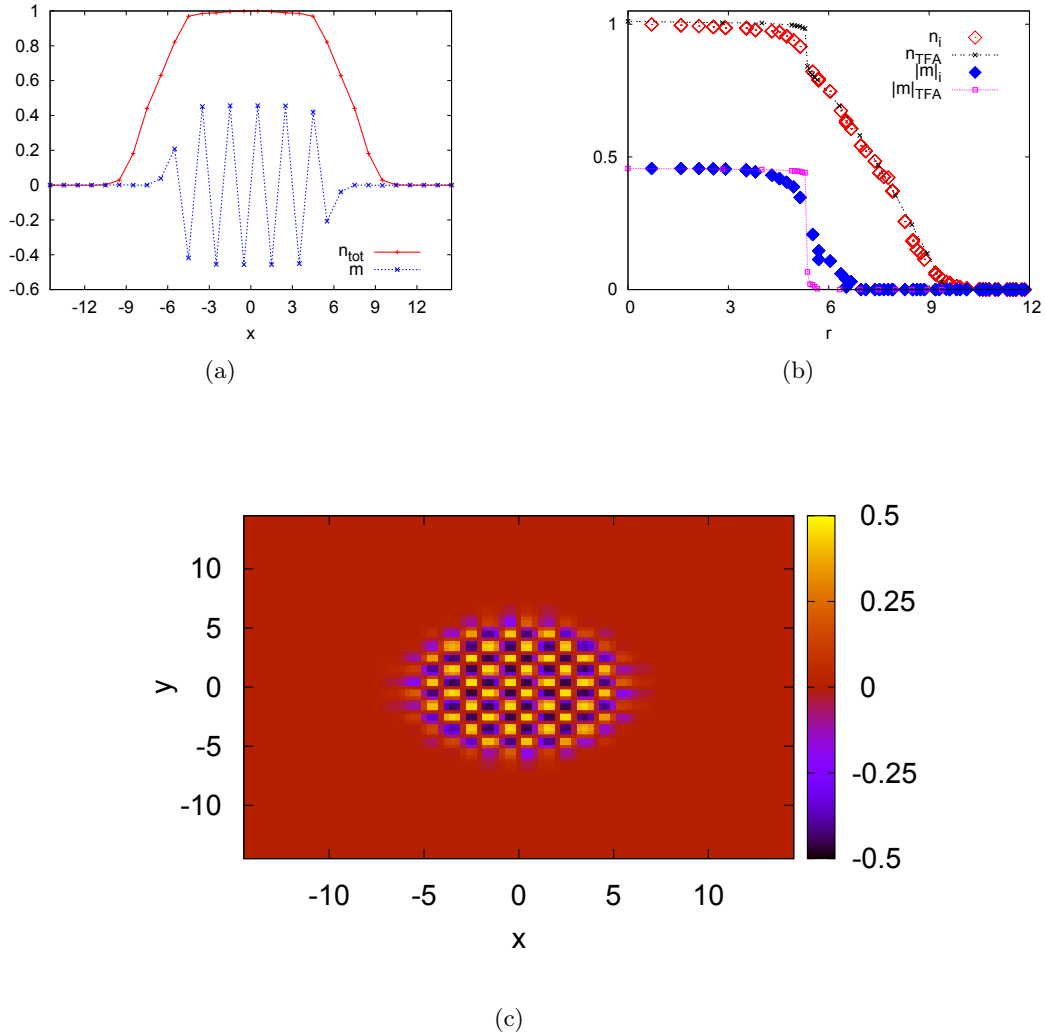 1
0.8
0.6
0.4
0.2
0
-0.2
-0.4
-0.6
n_tot
m
-12 -9 -6 -3 0 3 6 9 12
x
(a)
1
0.5
0
n_i
n_TFA
|m|_i
|m|_TFA
0 3 6 9 12
r
(b)
10
5
0
-5
-10
y
-10 -5 0 5 10
x
0.5
0.25
0
-0.25
-0.5
(c)